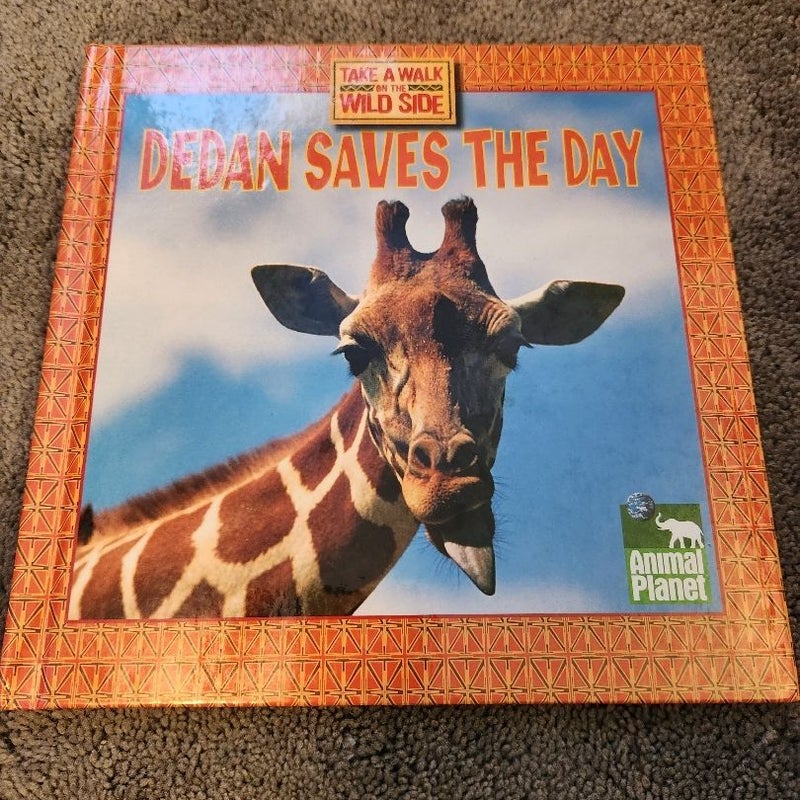 TAKE A WALK
ON THE
WILD SIDE
DEDAN SAVES THE DAY
Animal
Planet